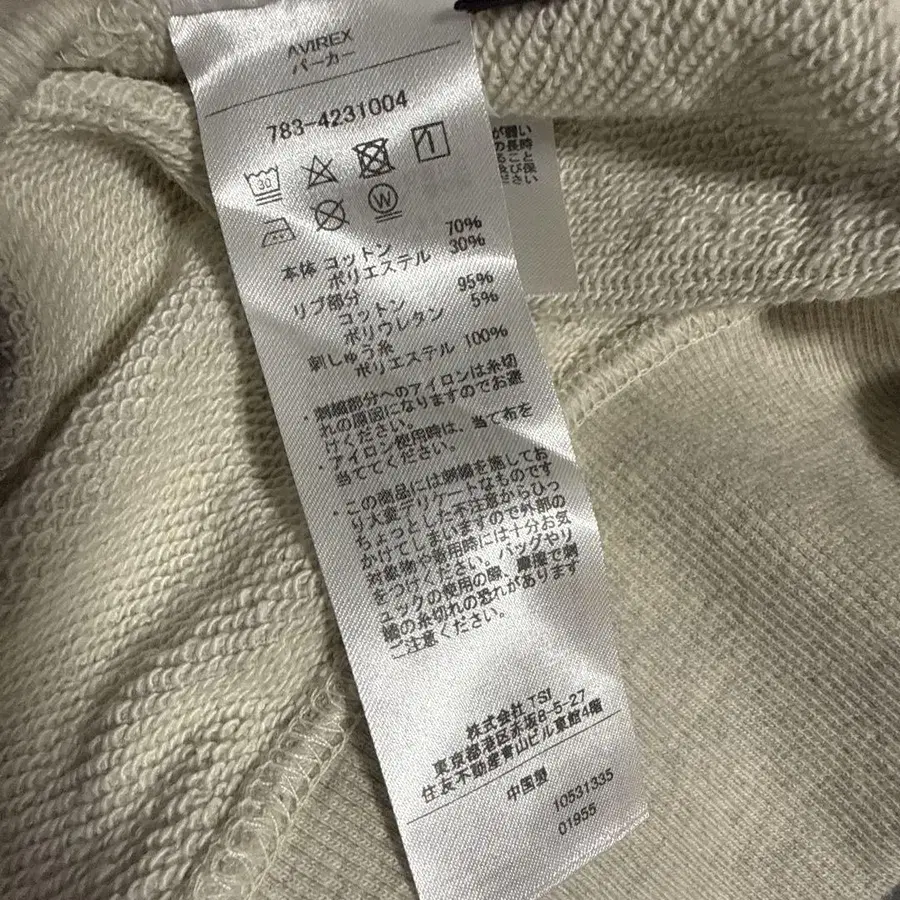 AVIREX
パーカー
783-4231004
30
W
本体 コットン 70%
ポリエステル 30%
リブ部分
コットン 95%
ポリウレタン 5%
刺しゅう糸
ポリエステル 100%
・刺繍部分へのアイロンは糸切
れの原因になりますのでお避
けください。
・アイロン使用時は、当て布を
当ててください。
・この商品には刺繍を施してお
り大変デリケートなものです
ちょっとした不注意からひっ
かけてしまいますので外部の
対象物や着用時には十分お気
をつけください。バッグやリ
ュックの使用の際、摩擦で刺
繍の糸切れの恐れがあります
ご注意ください。
株式会社 TSI
東京都港区赤坂8-5-27
住友不動産青山ビル東館4階
中国製
10531335
01955